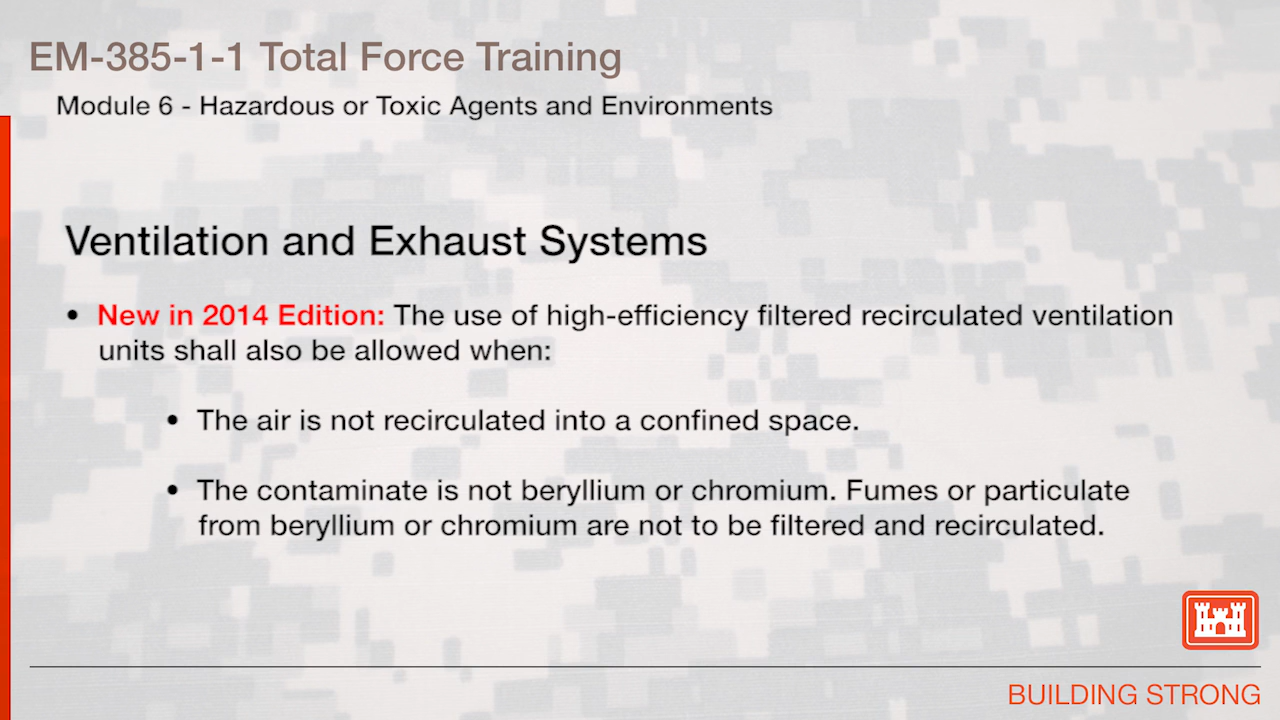 EM-385-1-1 Total Force Training
Module 6 - Hazardous or Toxic Agents and Environments
Ventilation and Exhaust Systems
• New in 2014 Edition: The use of high-efficiency filtered recirculated ventilation
units shall also be allowed when:
• The air is not recirculated into a confined space.
• The contaminate is not beryllium or chromium. Fumes or particulate
from beryllium or chromium are not to be filtered and recirculated.
BUILDING STRONG